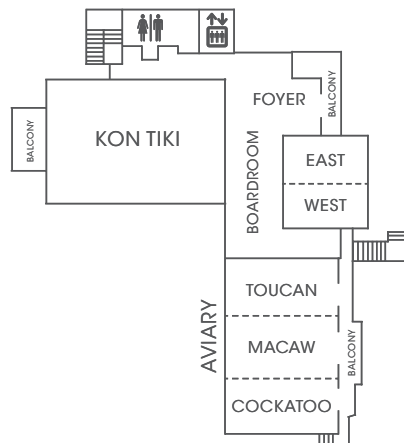 FOYER
BALCONY
KON TIKI
BALCONY
BOARDROOM
EAST
WEST
AVIARY
TOUCAN
MACAW
BALCONY
COCKATOO